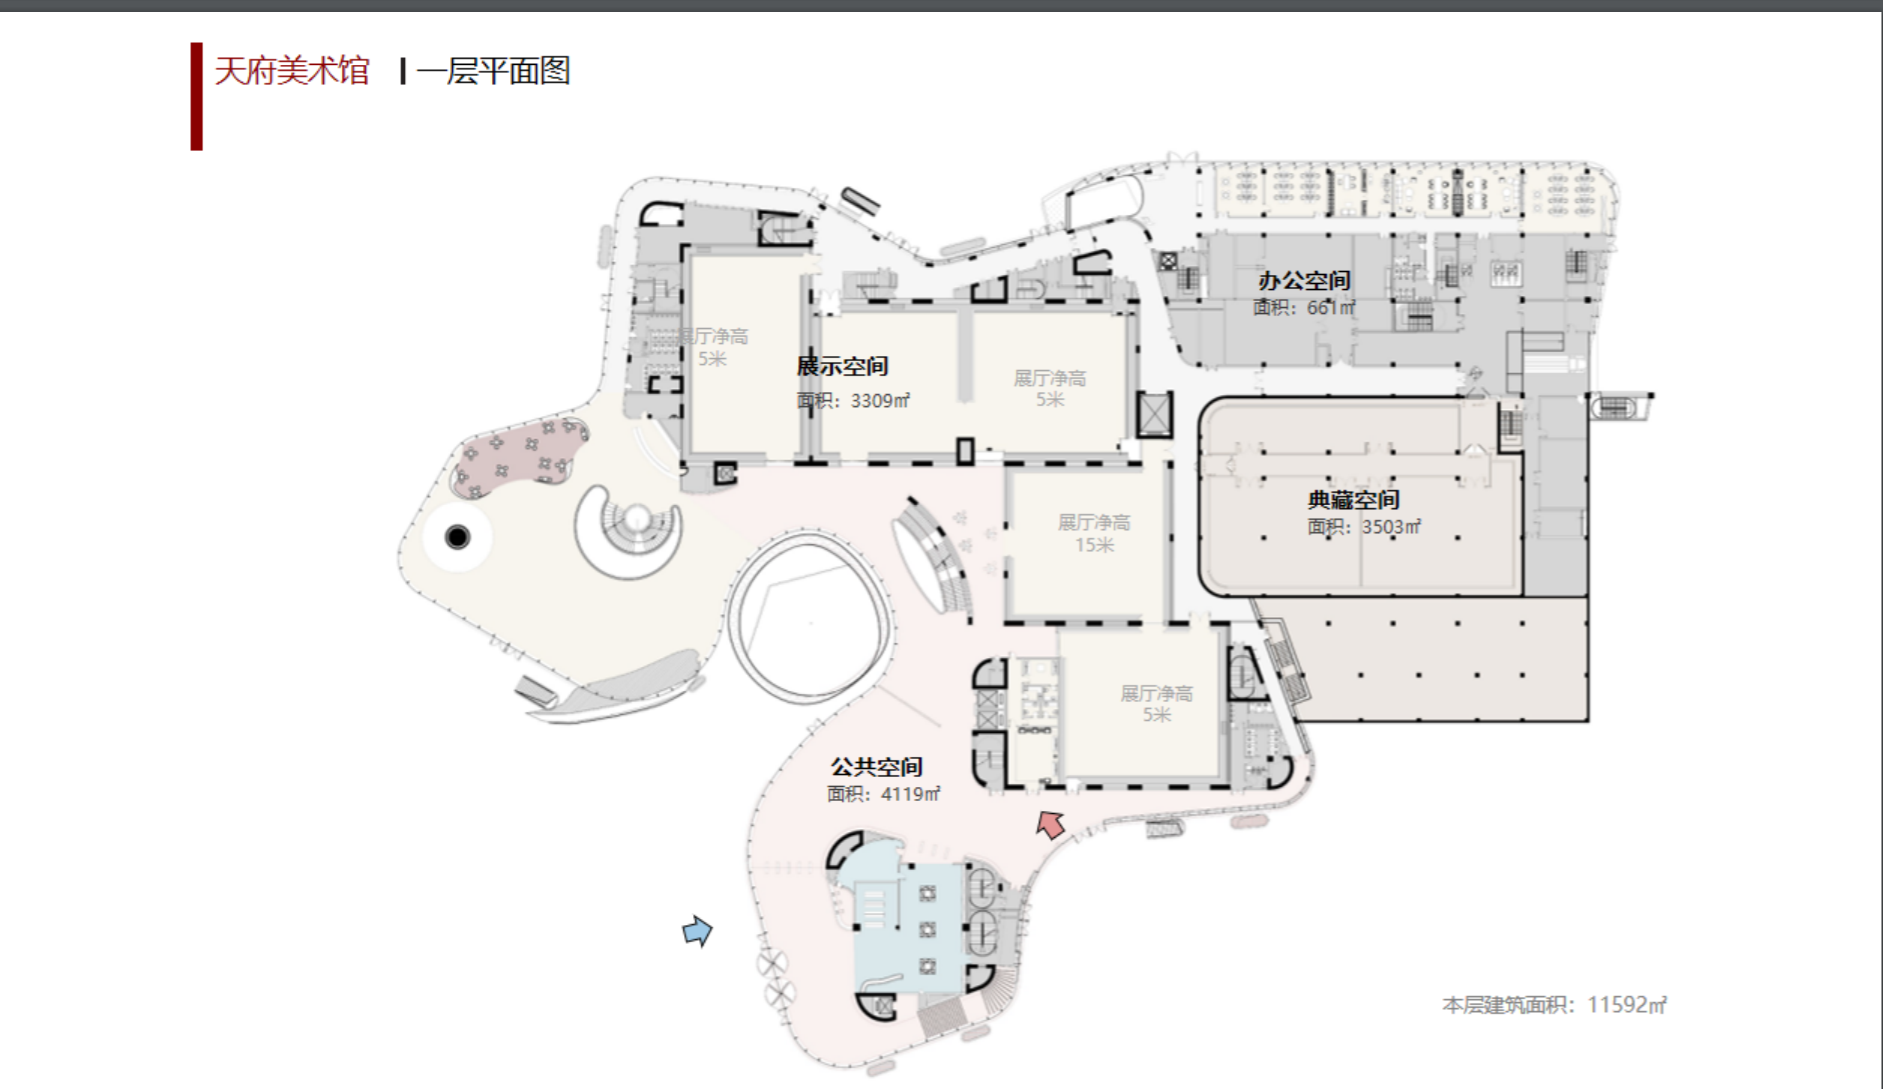 天府美术馆 | 一层平面图
办公空间
面积：661㎡
展厅净高
5米
展示空间
面积：3309㎡
展厅净高
5米
典藏空间
面积：3503㎡
展厅净高
15米
展厅净高
5米
公共空间
面积：4119㎡
本层建筑面积：11592㎡